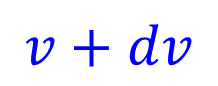 𝑣 + 𝑑𝑣